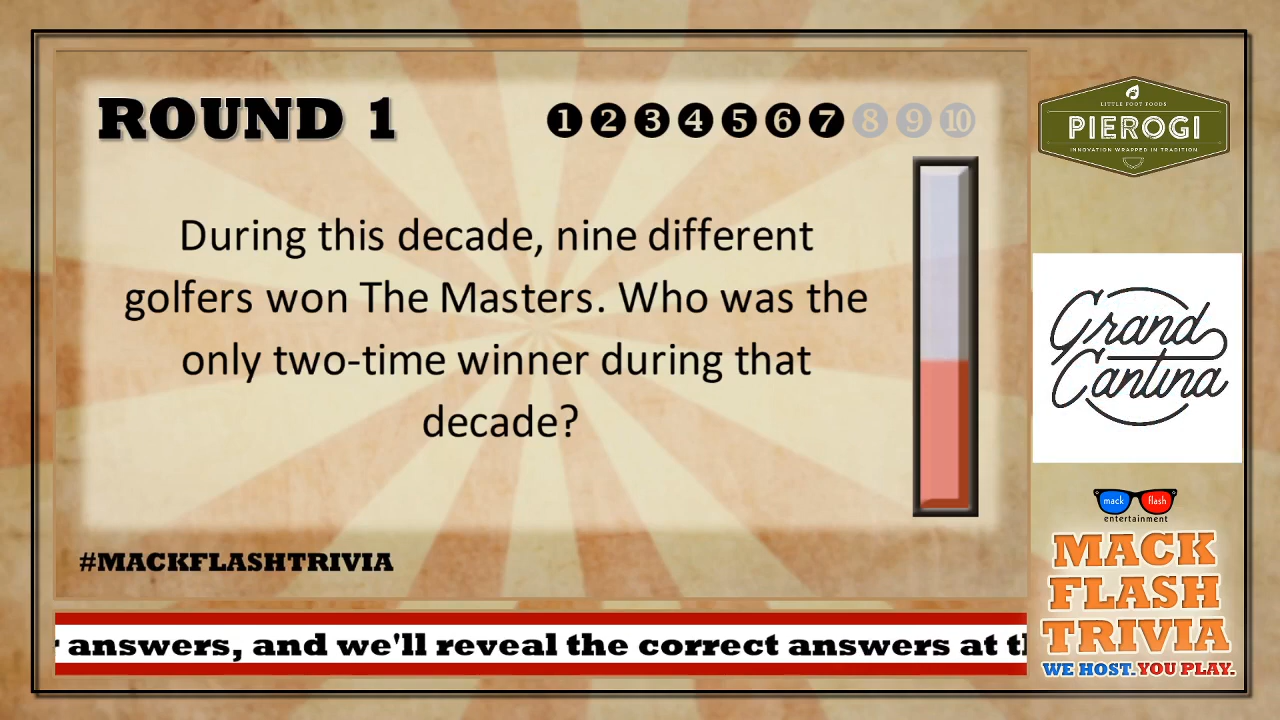 ROUND 1
1 2 3 4 5 6 7 8 9 10
During this decade, nine different
golfers won The Masters. Who was the
only two-time winner during that
decade?
#MACKFLASHTRIVIA
answers, and we'll reveal the correct answers at
LITTLE FOOT FOODS
PIEROGI
INNOVATION WRAPPED IN TRADITION
Grand
Cantina
mack flash
entertainment
MACK
FLASH
TRIVIA
WE HOST. YOU PLAY.